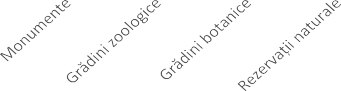 Monumente
Grădini zoologice
Grădini botanice
Rezervații naturale